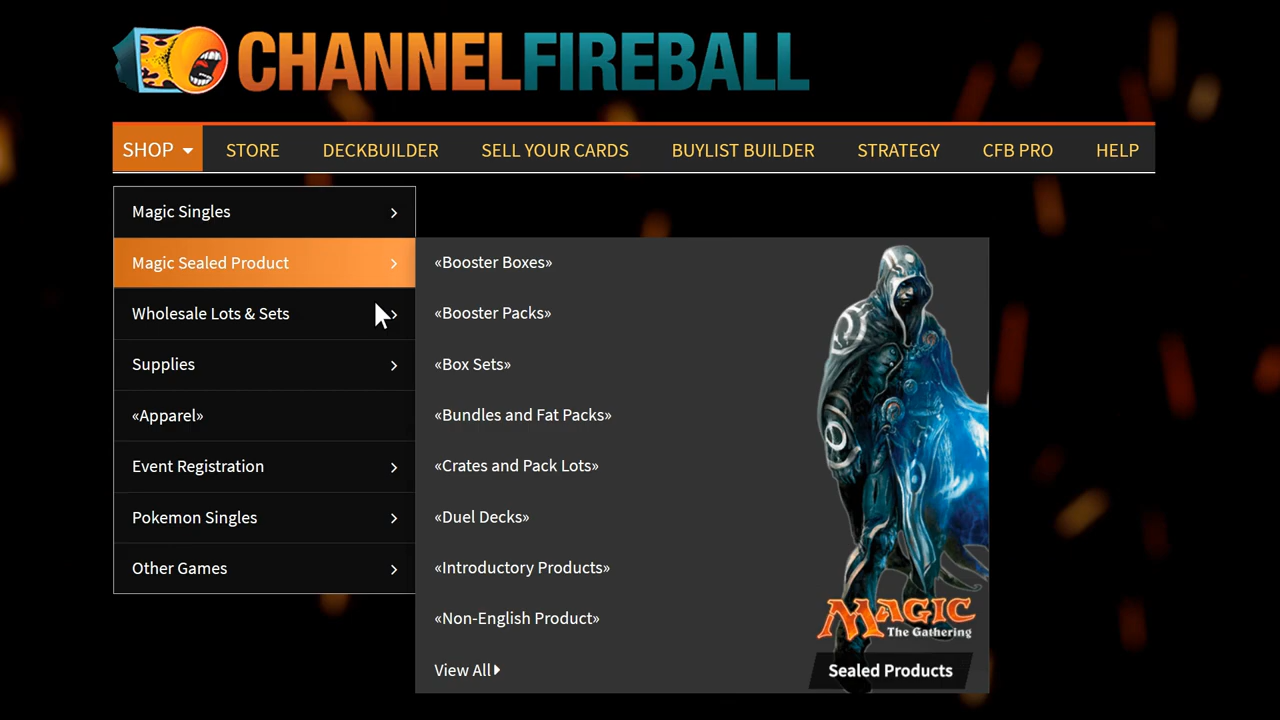 CHANNELFIREBALL
SHOP
STORE
DECKBUILDER
SELL YOUR CARDS
BUYLIST BUILDER
STRATEGY
CFB PRO
HELP
Magic Singles
Magic Sealed Product
Wholesale Lots & Sets
Supplies
«Apparel»
Event Registration
Pokemon Singles
Other Games
«Booster Boxes»
«Booster Packs»
«Box Sets»
«Bundles and Fat Packs»
«Crates and Pack Lots»
«Duel Decks»
«Introductory Products»
«Non-English Product»
View All
MAGIC
The Gathering
Sealed Products